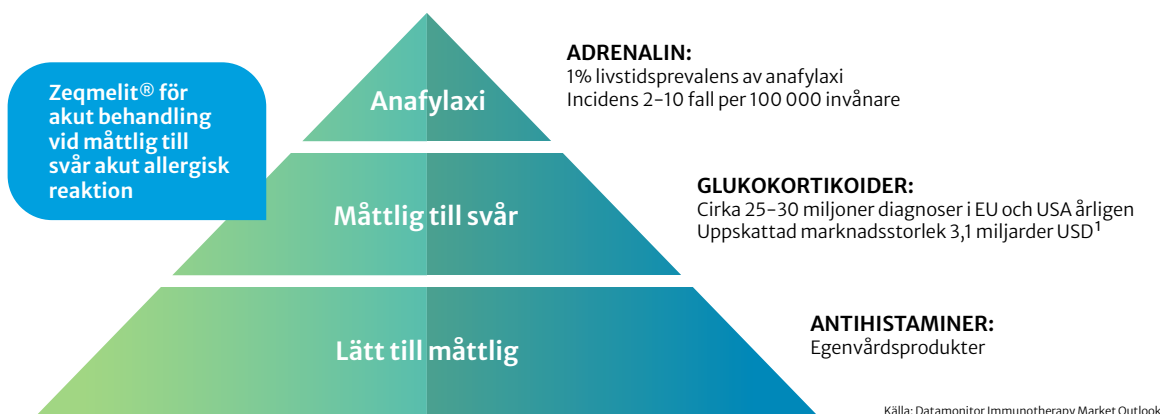 Zeqmelit® för
akut behandling
vid måttlig till
svår akut allergisk
reaktion
Anafylaxi
ADRENALIN:
1% livstidsprevalens av anafylaxi
Incidens 2-10 fall per 100 000 invånare
Måttlig till svår
GLUKOKORTIKOIDER:
Cirka 25-30 miljoner diagnoser i EU och USA årligen
Uppskattad marknadsstorlek 3,1 miljarder USD¹
Lätt till måttlig
ANTIHISTAMINER:
Egenvårdsprodukter
Källa: Datamonitor Immunotherapy Market Outlook